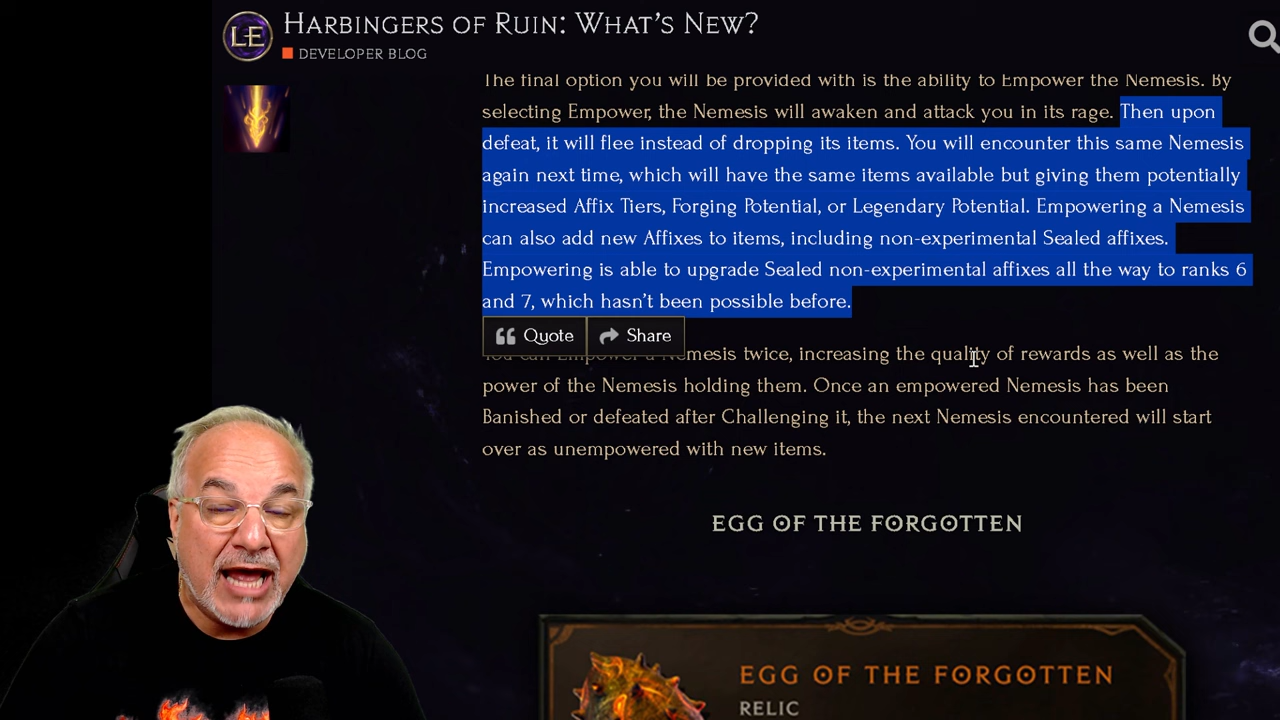 LE
HARBINGERS OF RUIN: WHAT'S NEW?
DEVELOPER BLOG
The final option you will be provided with is the ability to Empower the Nemesis. By
selecting Empower, the Nemesis will awaken and attack you in its rage. Then upon
defeat, it will flee instead of dropping its items. You will encounter this same Nemesis
again next time, which will have the same items available but giving them potentially
increased Affix Tiers, Forging Potential, or Legendary Potential. Empowering a Nemesis
can also add new Affixes to items, including non-experimental Sealed affixes.
Empowering is able to upgrade Sealed non-experimental affixes all the way to ranks 6
and 7, which hasn't been possible before.
Quote Share
You can Empower a Nemesis twice, increasing the quality of rewards as well as the
power of the Nemesis holding them. Once an empowered Nemesis has been
Banished or defeated after Challenging it, the next Nemesis encountered will start
over as unempowered with new items.
EGG OF THE FORGOTTEN
EGG OF THE FORGOTTEN
RELIC